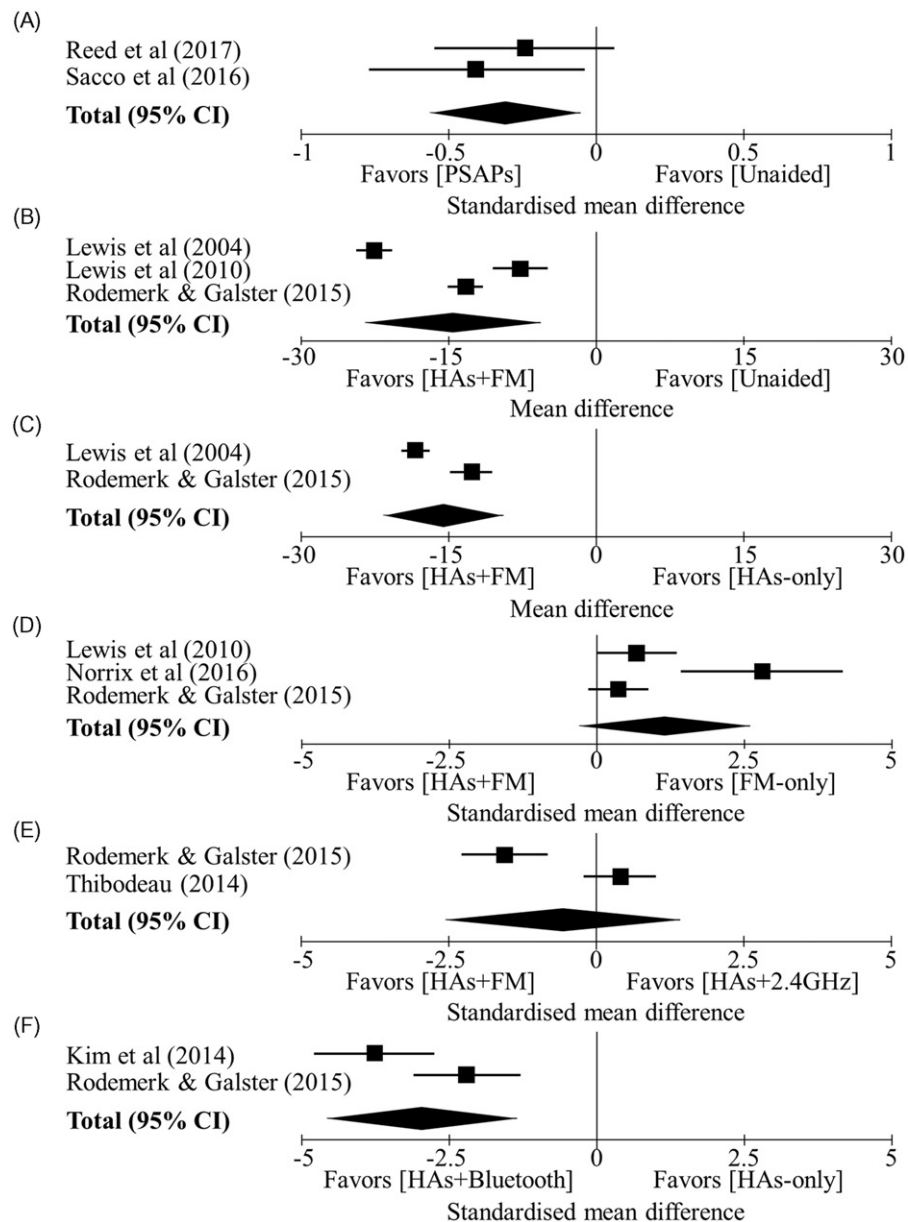 (A)
Reed et al (2017)
Sacco et al (2016)
Total (95% CI)
-1 -0.5 0 0.5 1
Favors [PSAPs] Favors [Unaided]
Standardised mean difference
(B)
Lewis et al (2004)
Lewis et al (2010)
Rodemerk & Galster (2015)
Total (95% CI)
-30 -15 0 15 30
Favors [HAs+FM] Favors [Unaided]
Mean difference
(C)
Lewis et al (2004)
Rodemerk & Galster (2015)
Total (95% CI)
-30 -15 0 15 30
Favors [HAs+FM] Favors [HAs-only]
Mean difference
(D)
Lewis et al (2010)
Norrix et al (2016)
Rodemerk & Galster (2015)
Total (95% CI)
-5 -2.5 0 2.5 5
Favors [HAs+FM] Favors [FM-only]
Standardised mean difference
(E)
Rodemerk & Galster (2015)
Thibodeau (2014)
Total (95% CI)
-5 -2.5 0 2.5 5
Favors [HAs+FM] Favors [HAs+2.4GHz]
Standardised mean difference
(F)
Kim et al (2014)
Rodemerk & Galster (2015)
Total (95% CI)
-5 -2.5 0 2.5 5
Favors [HAs+Bluetooth] Favors [HAs-only]
Standardised mean difference